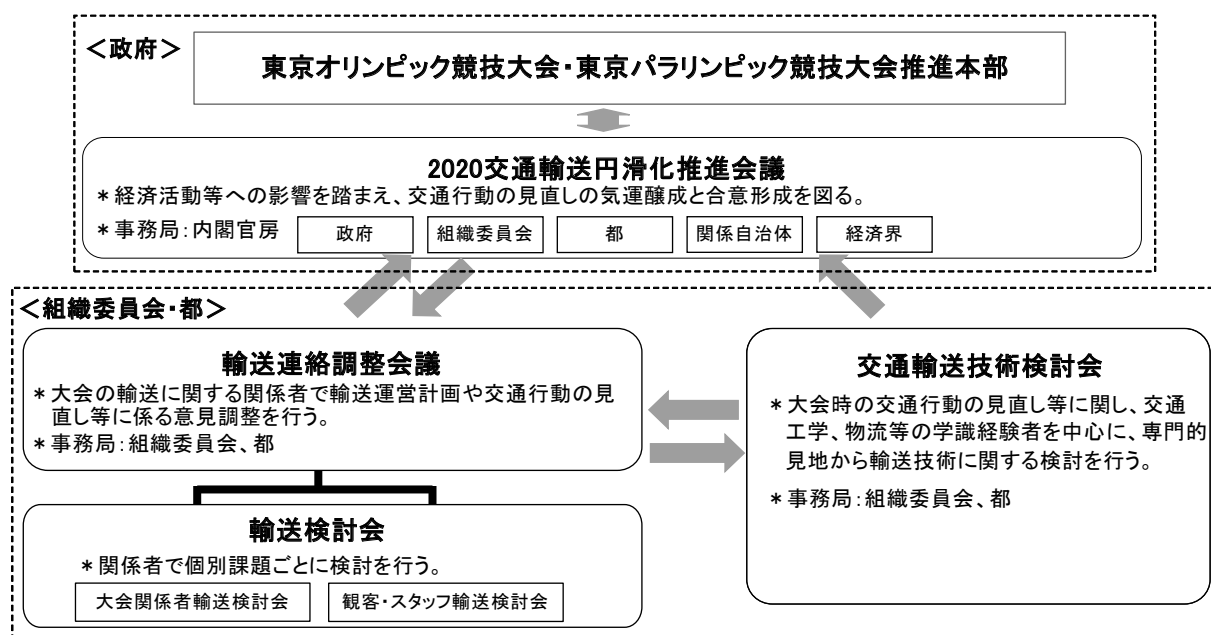 ＜政府＞
東京オリンピック競技大会・東京パラリンピック競技大会推進本部
2020交通輸送円滑化推進会議
＊経済活動等への影響を踏まえ、交通行動の見直しの気運醸成と合意形成を図る。
＊事務局：内閣官房
政府
組織委員会
都
関係自治体
経済界
＜組織委員会・都＞
輸送連絡調整会議
＊大会の輸送に関する関係者で輸送運営計画や交通行動の見
直し等に係る意見調整を行う。
＊事務局：組織委員会、都
輸送検討会
＊関係者で個別課題ごとに検討を行う。
大会関係者輸送検討会
観客・スタッフ輸送検討会
交通輸送技術検討会
＊大会時の交通行動の見直し等に関し、交通
工学、物流等の学識経験者を中心に、専門的
見地から輸送技術に関する検討を行う。
＊事務局：組織委員会、都